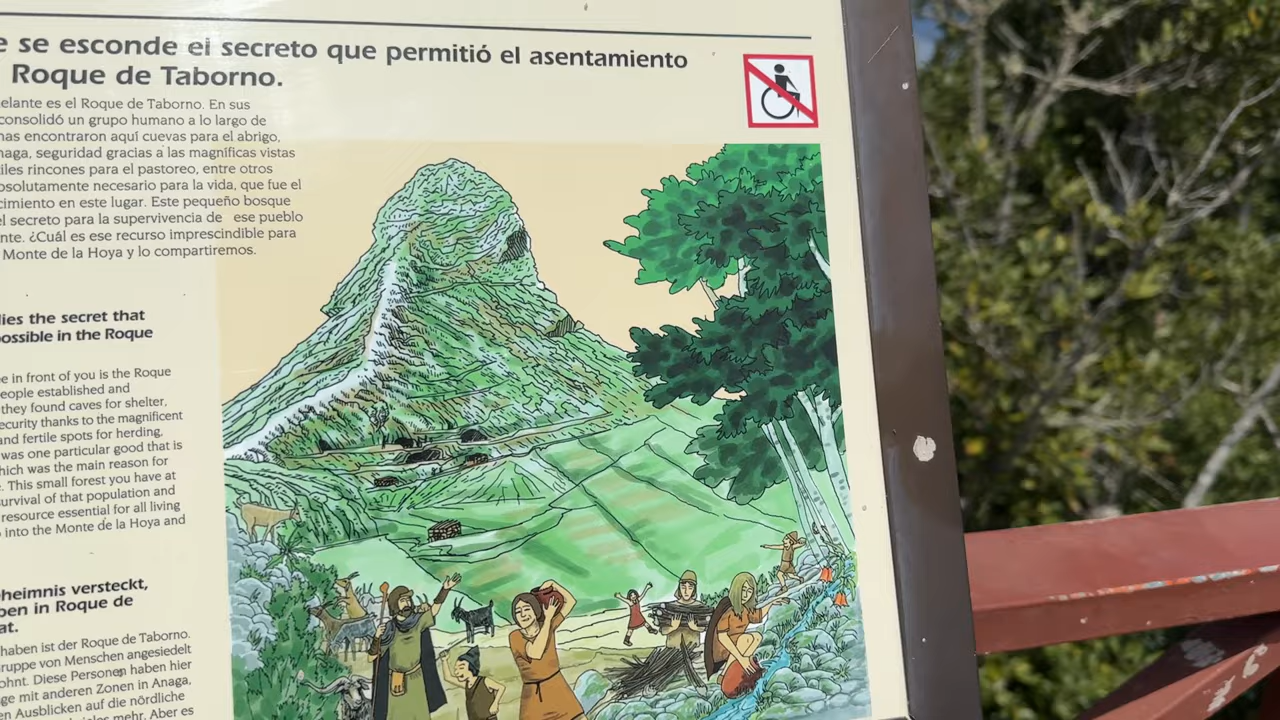 e se esconde el secreto que permitió el asentamiento
Roque de Taborno.
elante es el Roque de Taborno. En sus
consolidó un grupo humano a lo largo de
nas encontraron aquí cuevas para el abrigo,
naga, seguridad gracias a las magníficas vistas
iles rincones para el pastoreo, entre otros
bsolutamente necesario para la vida, que fue el
cimiento en este lugar. Este pequeño bosque
el secreto para la supervivencia de ese pueblo
nte. ¿Cuál es ese recurso imprescindible para
Monte de la Hoya y lo compartiremos.
lies the secret that
ossible in the Roque
e in front of you is the Roque
eople established and
they found caves for shelter,
ecurity thanks to the magnificent
and fertile spots for herding,
was one particular good that is
hich was the main reason for
. This small forest you have at
urvival of that population and
resource essential for all living
into the Monte de la Hoya and
heimnis versteckt,
ben in Roque de
at.
haben ist der Roque de Taborno.
ruppe von Menschen angesiedelt
ohnt. Diese Personen haben hier
ge mit anderen Zonen in Anaga,
en Ausblicken auf die nördliche
mehr. Aber es